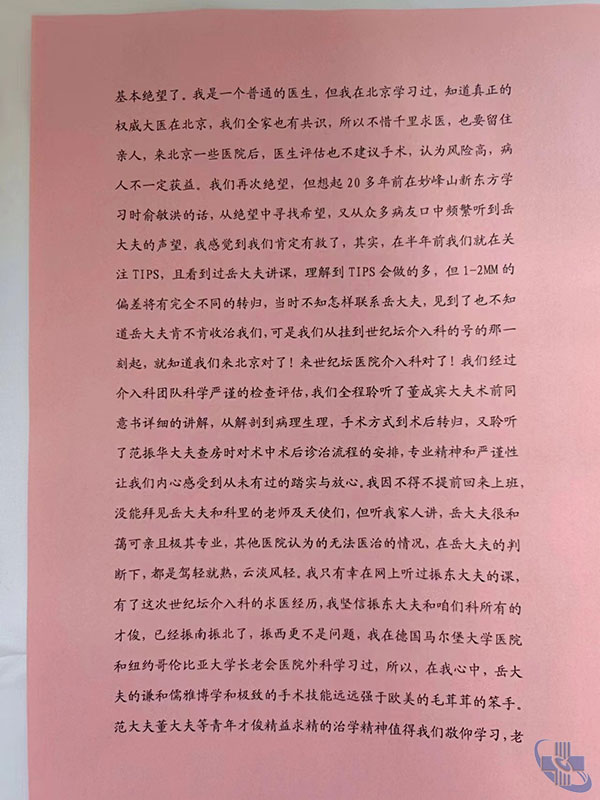 基本绝望了。我是一个普通的医生，但我在北京学习过，知道真正的
权威大医在北京，我们全家也有共识，所以不惜千里求医，也要留住
亲人，来北京一些医院后，医生评估也不建议手术，认为风险高，病
人不一定获益。我们再次绝望，但想起 20 多年前在妙峰山新东方学
习时俞敏洪的话，从绝望中寻找希望，又从众多病友口中频繁听到岳
大夫的声望，我感觉到我们肯定有救了，其实，在半年前我们就在关
注 TIPS，且看到过岳大夫讲课，理解到 TIPS 会做的多，但 1-2MM 的
偏差将有完全不同的转归，当时不知怎样联系岳大夫，见到了也不知
道岳大夫肯不肯收治我们，可是我们从挂到世纪坛介入科的号的那一
刻起，就知道我们来北京对了！来世纪坛医院介入科对了！我们经过
介入科团队科学严谨的检查评估，我们全程聆听了董成宾大夫术前同
意书详细的讲解，从解剖到病理生理，手术方式到术后转归，又聆听
了范振华大夫查房时对术中术后诊治流程的安排，专业精神和严谨性
让我们内心感受到从未有过的踏实与放心。我因不得不提前回来上班，
没能拜见岳大夫和科里的老师及天使们，但听我家人讲，岳大夫很和
蔼可亲且极其专业，其他医院认为的无法医治的情况，在岳大夫的判
断下，都是驾轻就熟，云淡风轻。我只有幸在网上听过振东大夫的课，
有了这次世纪坛介入科的求医经历，我坚信振东大夫和咱们科所有的
才俊，已经振南振北了，振西更不是问题，我在德国马尔堡大学医院
和纽约哥伦比亚大学长老会医院外科学习过，所以，在我心中，岳大
夫的谦和儒雅博学和极致的手术技能远远强于欧美的毛茸茸的笨手。
范大夫董大夫等青年才俊精益求精的治学精神值得我们敬仰学习，老